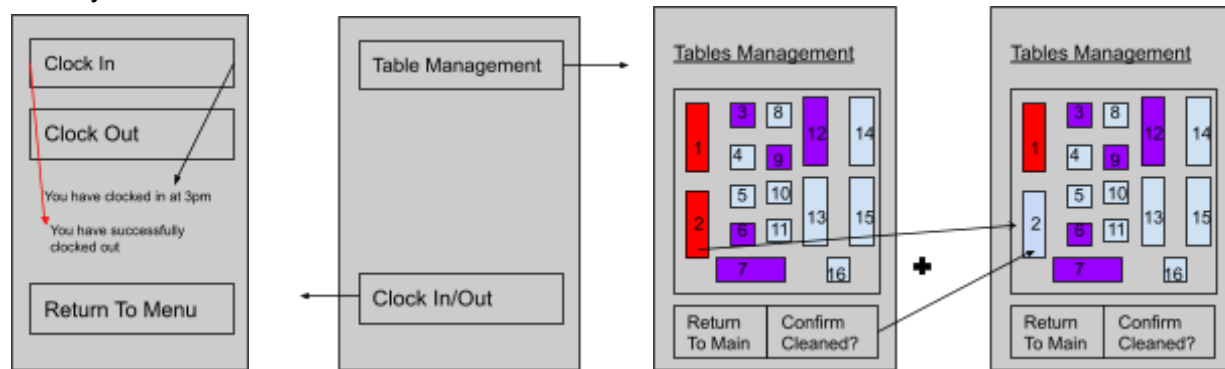 Clock In
Clock Out
You have clocked in at 3pm
You have successfully
clocked out
Return To Menu
Table Management
Clock In/Out
Tables Management
3
8
12
14
1
4
9
5
10
2
13
15
6
11
7
16
Return
To Main
Confirm
Cleaned?
Tables Management
3
8
12
14
1
4
9
5
10
2
13
15
6
11
7
16
Return
To Main
Confirm
Cleaned?